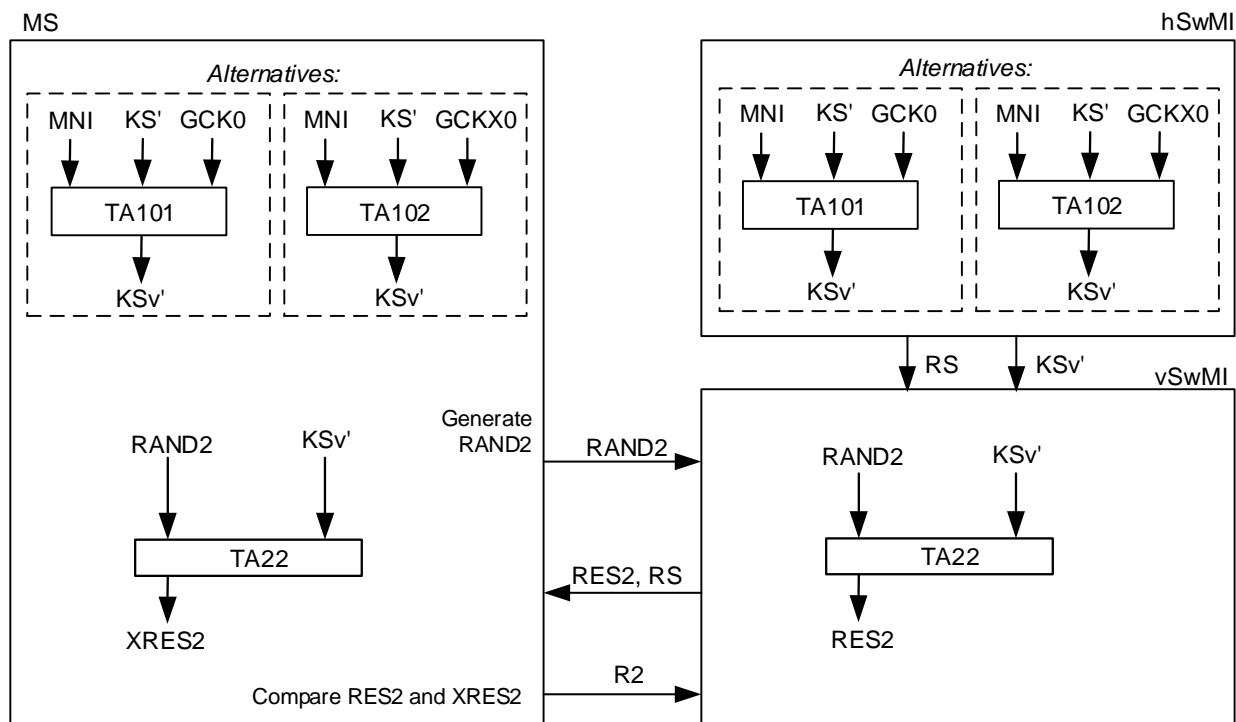 MS
Alternatives:
MNI KS' GCK0
TA101
KSv'
MNI KS' GCKX0
TA102
KSv'
hSwMI
Alternatives:
MNI KS' GCK0
TA101
KSv'
MNI KS' GCKX0
TA102
KSv'
RS
KSv'
vSwMI
Generate
RAND2
RAND2
RAND2
KSv'
TA22
XRES2
RES2, RS
RAND2
KSv'
TA22
RES2
Compare RES2 and XRES2
R2